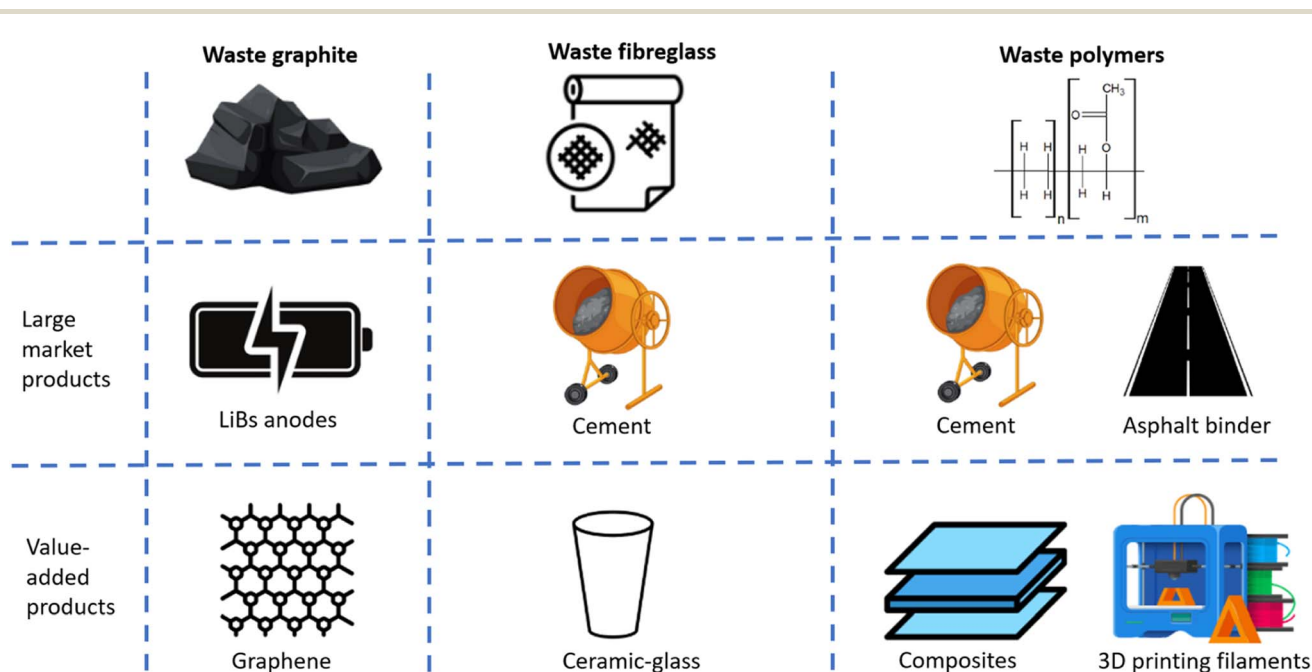 Waste graphite
Waste fibreglass
Waste polymers
CH₃
O
O
H
H
H
H
H
H
H
n
m
Large
market
products
LiBs anodes
Cement
Cement
Asphalt binder
Value-
added
products
Graphene
Ceramic-glass
Composites
3D printing filaments